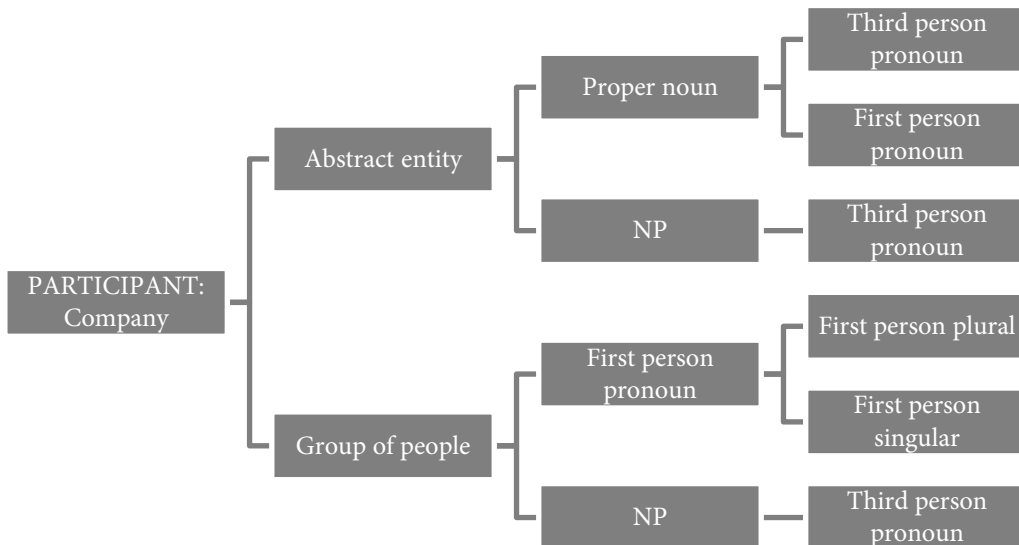 Third person
pronoun
Proper noun
First person
pronoun
Abstract entity
NP
Third person
pronoun
PARTICIPANT:
Company
First person plural
First person
pronoun
First person
singular
Group of people
NP
Third person
pronoun